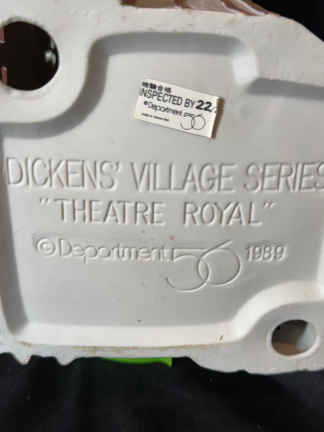 INSPECTED BY 22
©Department 56
DICKENS' VILLAGE SERIES
"THEATRE ROYAL"
©Department 56 1989